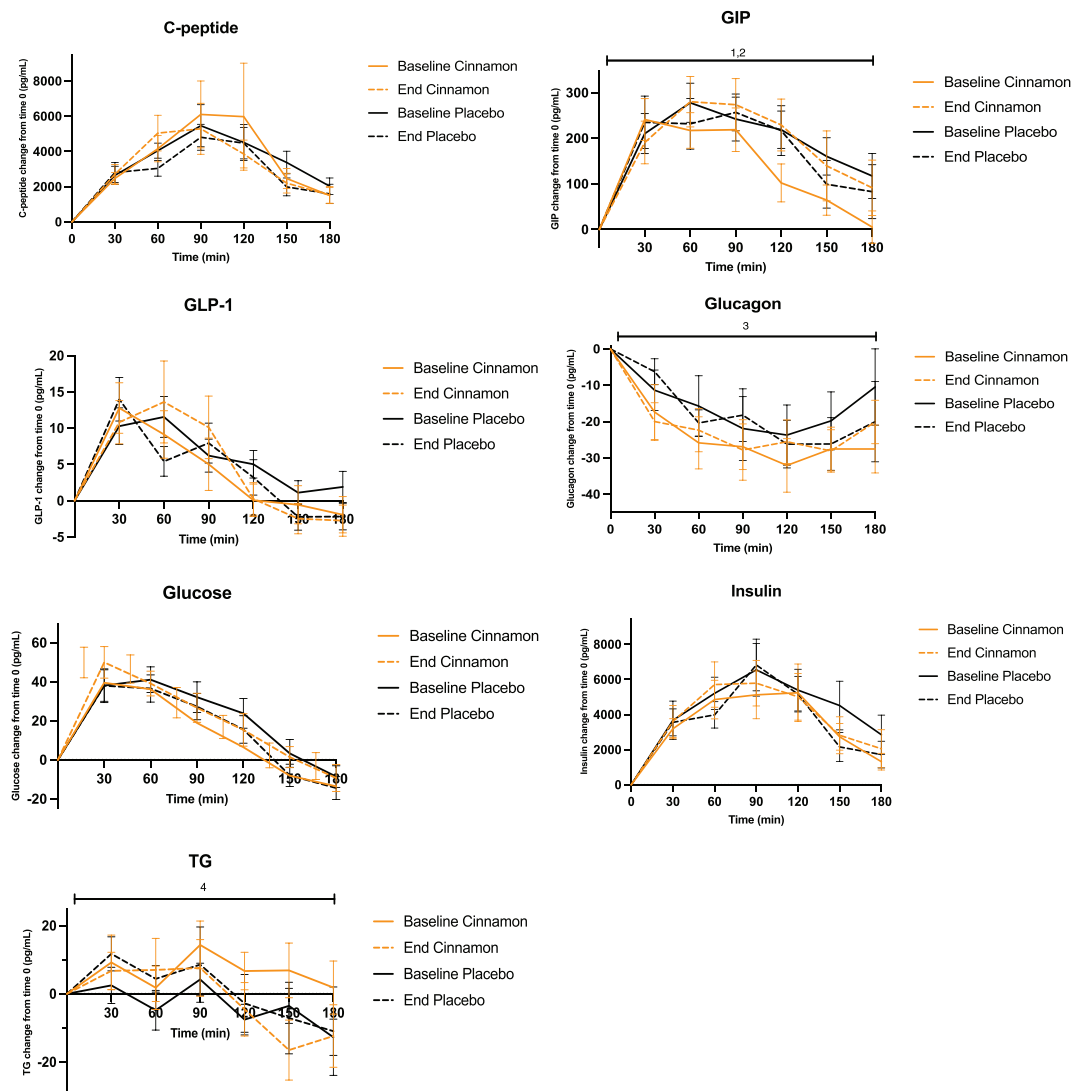 C-peptide
C-peptide change from time 0 (pg/mL)
8000
6000
4000
2000
0
0 30 60 90 120 150 180
Time (min)
Baseline Cinnamon
End Cinnamon
Baseline Placebo
End Placebo
GIP
1,2
GIP change from time 0 (pg/mL)
300
200
100
0
30 60 90 120 150 180
Time (min)
Baseline Cinnamon
End Cinnamon
Baseline Placebo
End Placebo
GLP-1
GLP-1 change from time 0 (pg/mL)
20
15
10
5
0
-5
30 60 90 120 150 180
Time (min)
Baseline Cinnamon
End Cinnamon
Baseline Placebo
End Placebo
Glucagon
3
Glucagon change from time 0 (pg/mL)
0
-10
-20
-30
-40
30 60 90 120 150 180
Time (min)
Baseline Cinnamon
End Cinnamon
Baseline Placebo
End Placebo
Glucose
Glucose change from time 0 (pg/mL)
60
40
20
0
-20
30 60 90 120 150 180
Time (min)
Baseline Cinnamon
End Cinnamon
Baseline Placebo
End Placebo
Insulin
Insulin change from time 0 (pg/mL)
8000
6000
4000
2000
0
0 30 60 90 120 150 180
Time (min)
Baseline Cinnamon
End Cinnamon
Baseline Placebo
End Placebo
TG
4
TG change from time 0 (pg/mL)
20
0
-20
30 60 90 120 150 180
Time (min)
Baseline Cinnamon
End Cinnamon
Baseline Placebo
End Placebo